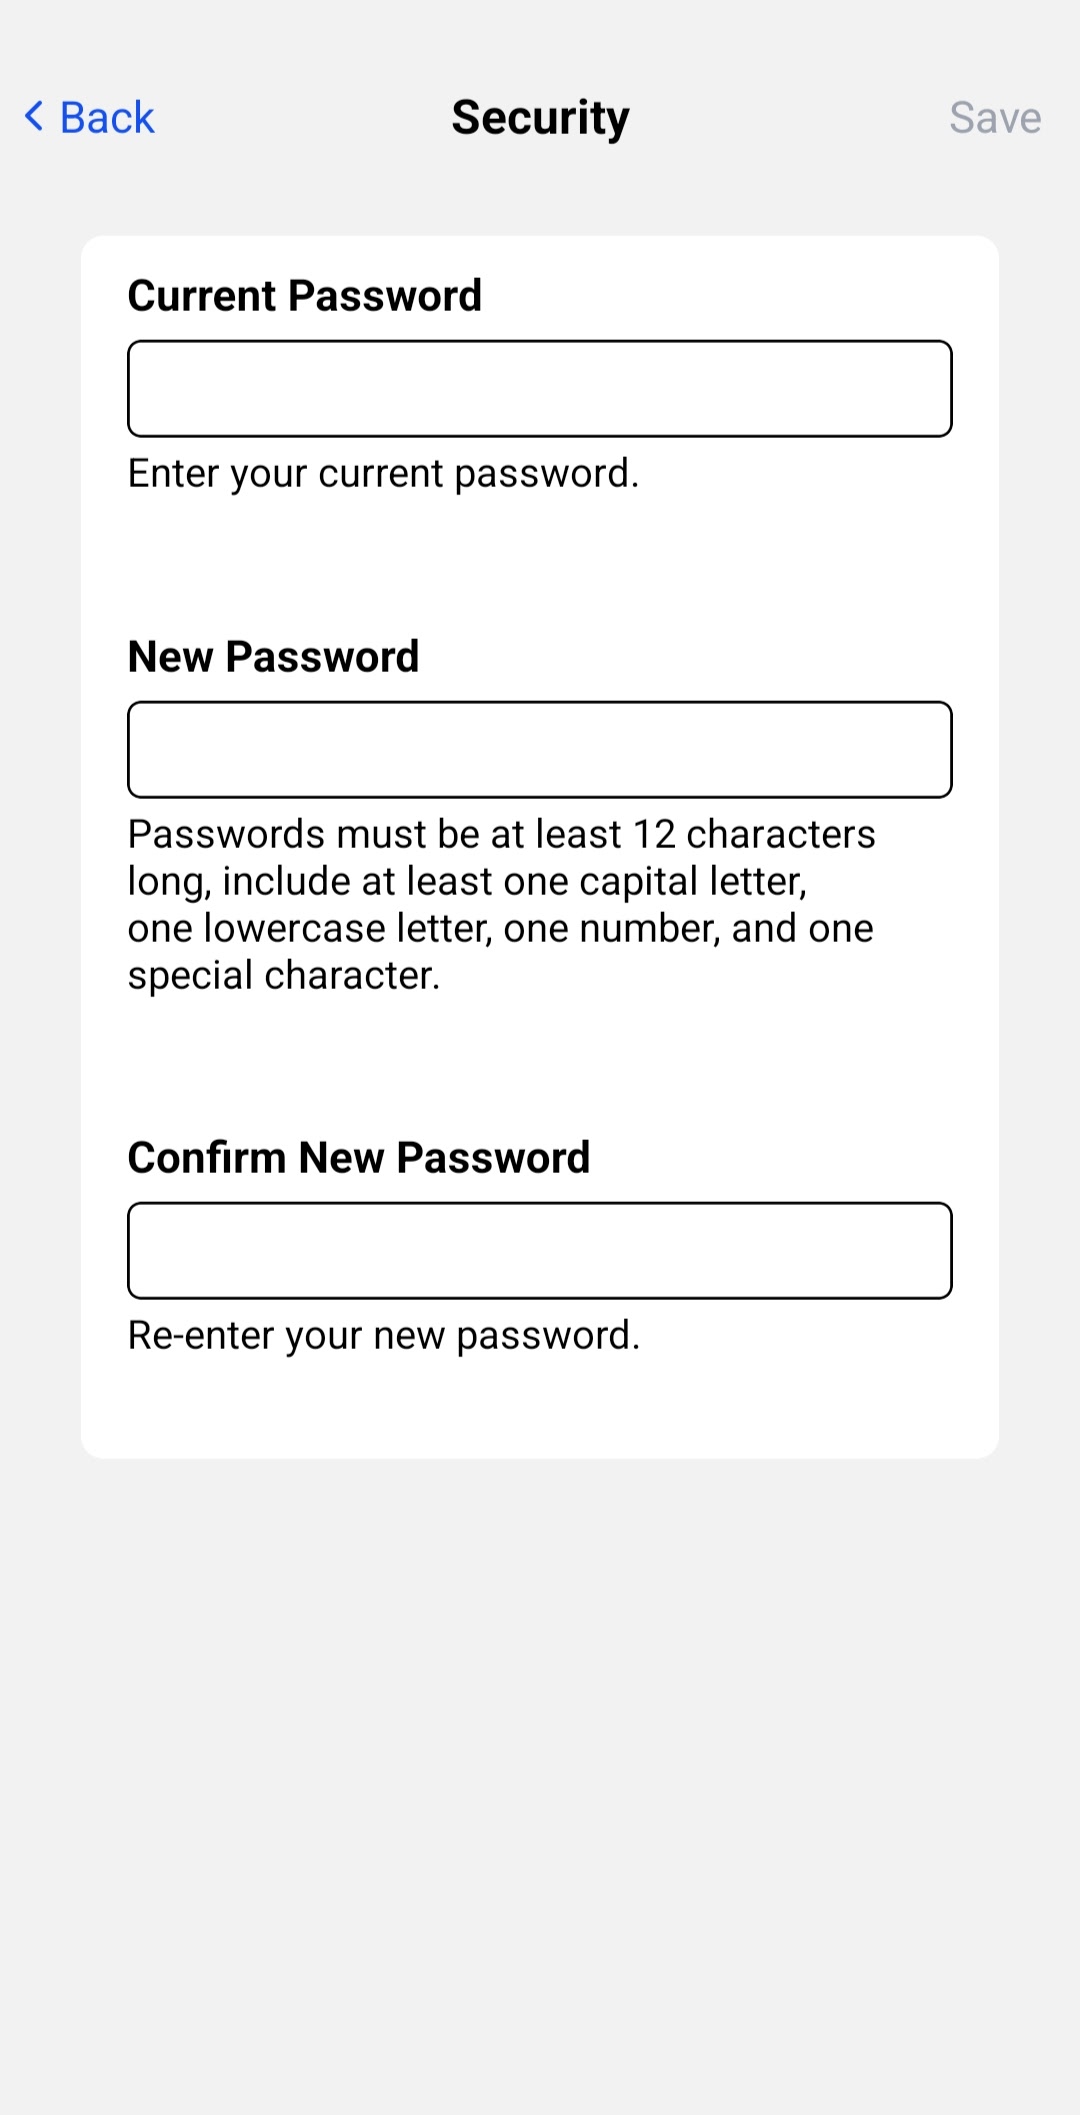 Back
Security
Save
Current Password
Enter your current password.
New Password
Passwords must be at least 12 characters
long, include at least one capital letter,
one lowercase letter, one number, and one
special character.
Confirm New Password
Re-enter your new password.